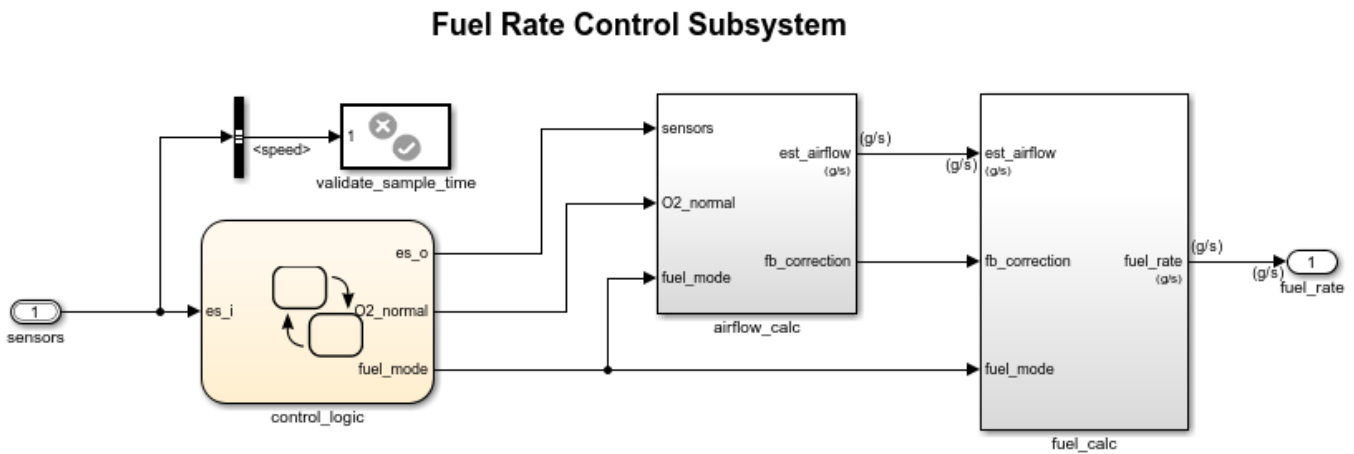 Fuel Rate Control Subsystem
<speed>
1
validate_sample_time
1
sensors
es_i
es_o
O2_normal
fuel_mode
control_logic
sensors
O2_normal
fuel_mode
est_airflow
(g/s)
fb_correction
airflow_calc
(g/s)
(g/s)
est_airflow
(g/s)
fb_correction
fuel_mode
fuel_rate
(g/s)
fuel_calc
(g/s)
(g/s)
1
fuel_rate